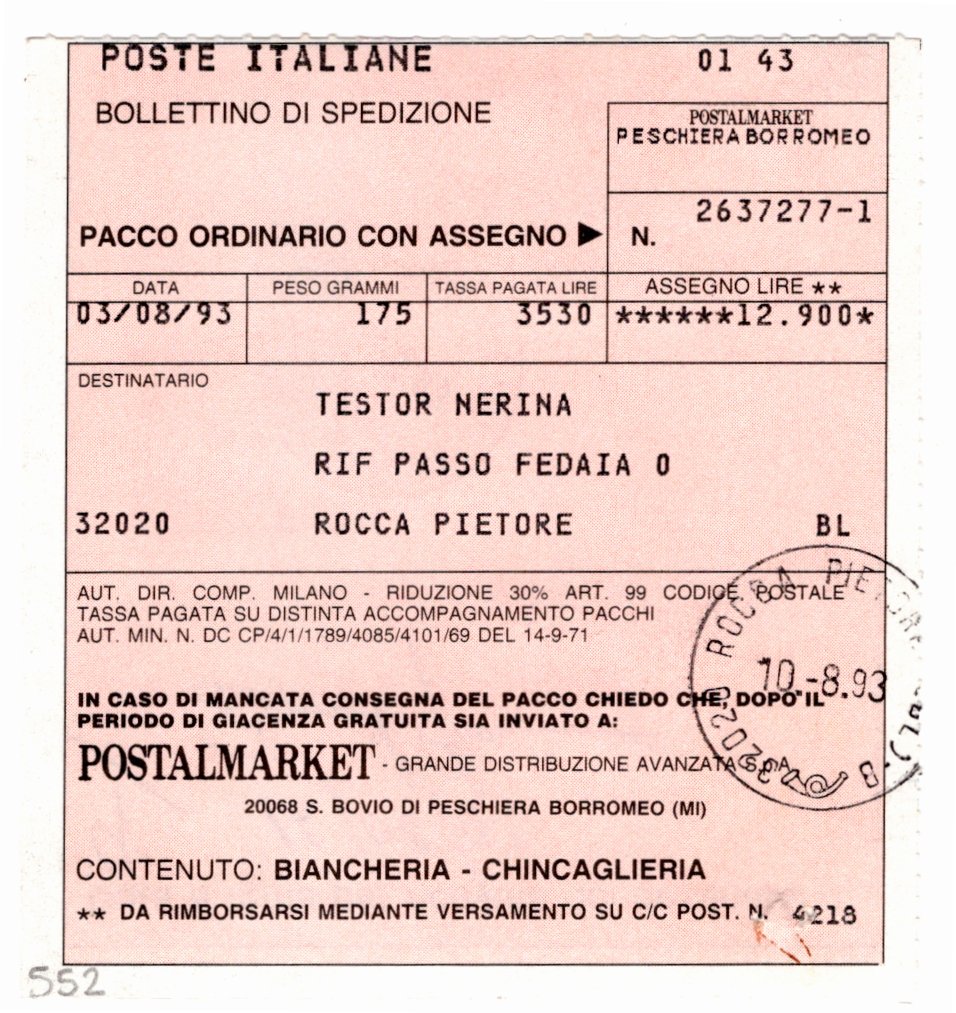 POSTE ITALIANE 01 43
BOLLETTINO DI SPEDIZIONE
POSTALMARKET
PESCHIERA BORROMEO
PACCO ORDINARIO CON ASSEGNO ▶ N. 2637277-1
DATA PESO GRAMMI TASSA PAGATA LIRE ASSEGNO LIRE **
03/08/93 175 3530 ******12.900*
DESTINATARIO
TESTOR NERINA
RIF PASSO FEDAIA 0
32020 ROCCA PIETORE BL
AUT. DIR. COMP. MILANO - RIDUZIONE 30% ART. 99 CODICE POSTALE
TASSA PAGATA SU DISTINTA ACCOMPAGNAMENTO PACCHI
AUT. MIN. N. DC CP/4/1/1789/4085/4101/69 DEL 14-9-71
32020 ROCCA PIETORE
10-8.93
IN CASO DI MANCATA CONSEGNA DEL PACCO CHIEDO CHE, DOPO IL
PERIODO DI GIACENZA GRATUITA SIA INVIATO A:
POSTALMARKET - GRANDE DISTRIBUZIONE AVANZATA S.p.A.
20068 S. BOVIO DI PESCHIERA BORROMEO (MI)
CONTENUTO: BIANCHERIA - CHINCAGLIERIA
** DA RIMBORSARSI MEDIANTE VERSAMENTO SU C/C POST. N. 4218
552